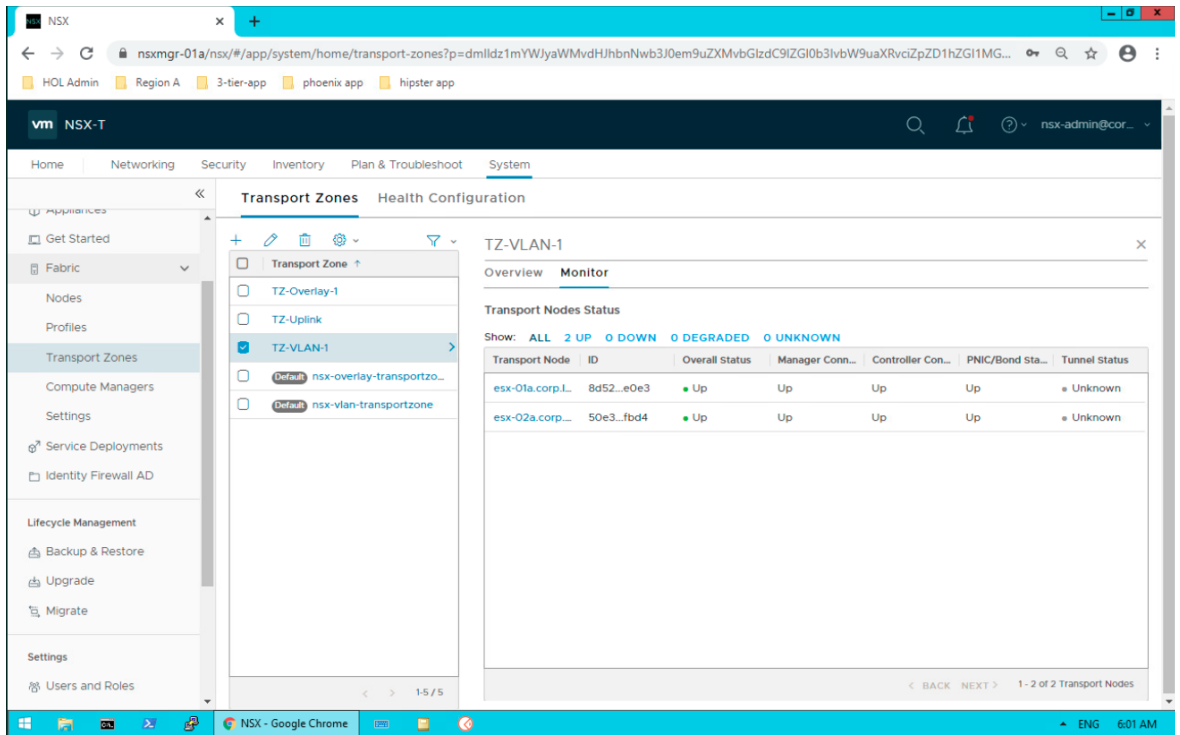 NSX
nsxmgr-01a/nsx/#/app/system/home/transport-zones?p=dmlldz1mYWJyaWMvdHJhbnNwb3J0em9uZXMvbGlzdC9lZGl0b3IvbW9uaXRvciZpZD1hZGI1MG...
HOL Admin Region A 3-tier-app phoenix app hipster app
vm NSX-T nsx-admin@cor...
Home Networking Security Inventory Plan & Troubleshoot System
Transport Zones Health Configuration
Appliances
Get Started
Fabric
Nodes
Profiles
Transport Zones
Compute Managers
Settings
Service Deployments
Identity Firewall AD
Lifecycle Management
Backup & Restore
Upgrade
Migrate
Settings
Users and Roles
Transport Zone
TZ-Overlay-1
TZ-Uplink
TZ-VLAN-1
Default nsx-overlay-transportzo...
Default nsx-vlan-transportzone
1-5 / 5
TZ-VLAN-1
Overview Monitor
Transport Nodes Status
Show: ALL 2 UP 0 DOWN 0 DEGRADED 0 UNKNOWN
Transport Node ID Overall Status Manager Conn... Controller Con... PNIC/Bond Sta... Tunnel Status
esx-01a.corp.l... 8d52...e0e3 Up Up Up Up Unknown
esx-02a.corp.... 50e3...fbd4 Up Up Up Up Unknown
BACK NEXT 1 - 2 of 2 Transport Nodes
NSX - Google Chrome ENG 6:01 AM